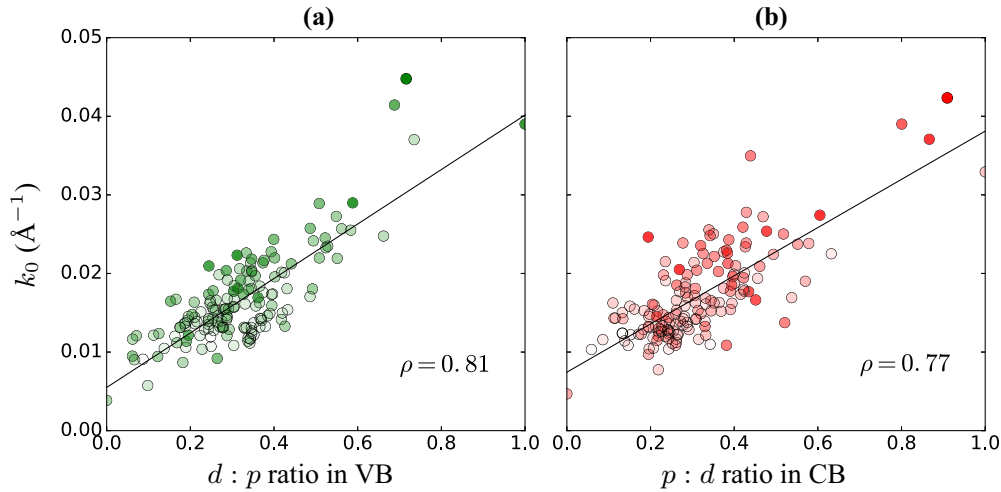 (a)
(b)
0.05
0.04
0.03
0.02
0.01
0.00
k₀ (Å⁻¹)
ρ = 0.81
ρ = 0.77
0.0 0.2 0.4 0.6 0.8 1.0
0.0 0.2 0.4 0.6 0.8 1.0
d : p ratio in VB
p : d ratio in CB